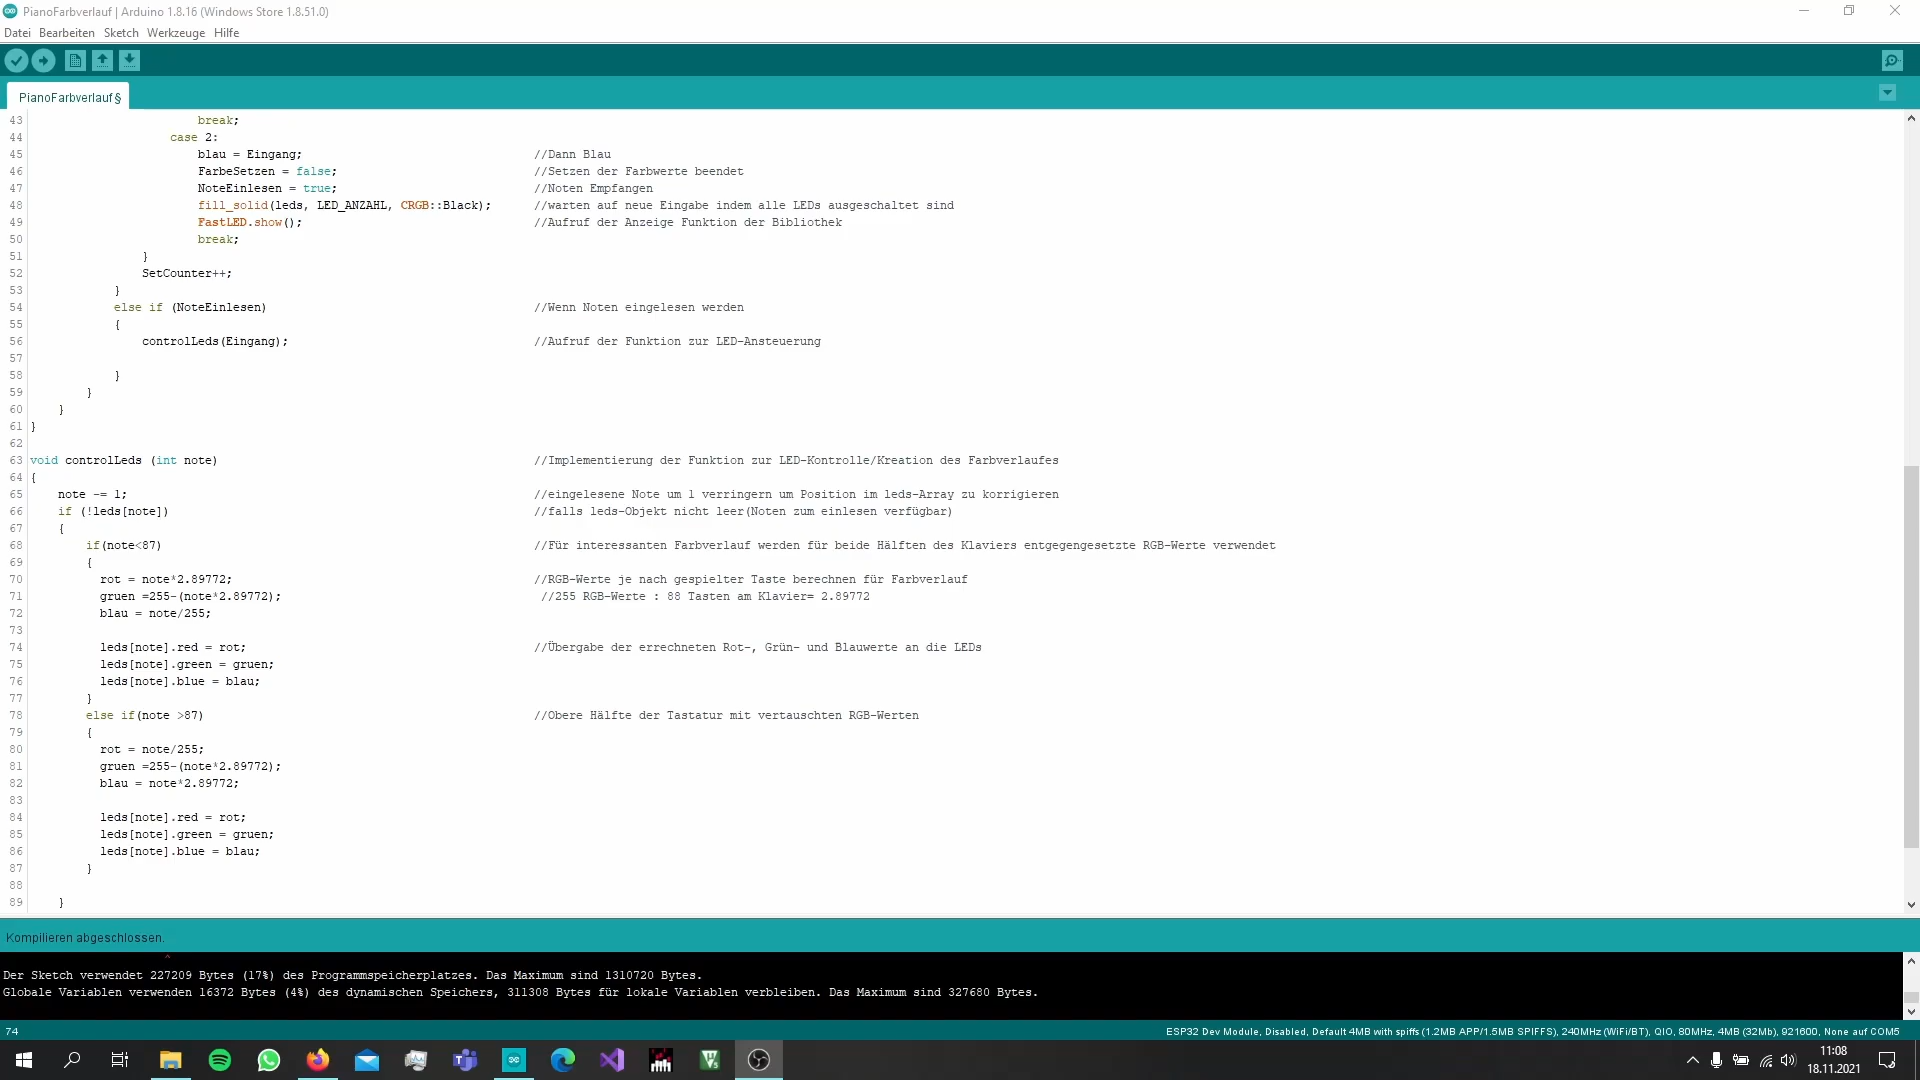 PianoFarbverlauf | Arduino 1.8.16 (Windows Store 1.8.51.0)
Datei Bearbeiten Sketch Werkzeuge Hilfe
PianoFarbverlauf §
43 break;
44 case 2:
45 blau = Eingang; //Dann Blau
46 FarbeSetzen = false; //Setzen der Farbwerte beendet
47 NoteEinlesen = true; //Noten Empfangen
48 fill_solid(leds, LED_ANZAHL, CRGB::Black); //warten auf neue Eingabe indem alle LEDs ausgeschaltet sind
49 FastLED.show(); //Aufruf der Anzeige Funktion der Bibliothek
50 break;
51 }
52 SetCounter++;
53 }
54 else if (NoteEinlesen) //Wenn Noten eingelesen werden
55 {
56 controlLeds(Eingang); //Aufruf der Funktion zur LED-Ansteuerung
57
58 }
59 }
60 }
61 }
62
63 void controlLeds (int note) //Implementierung der Funktion zur LED-Kontrolle/Kreation des Farbverlaufes
64 {
65 note -= 1; //eingelesene Note um 1 verringern um Position im leds-Array zu korrigieren
66 if (!leds[note]) //falls leds-Objekt nicht leer(Noten zum einlesen verfügbar)
67 {
68 if(note<87) //Für interessanten Farbverlauf werden für beide Hälften des Klaviers entgegengesetzte RGB-Werte verwendet
69 {
70 rot = note*2.89772; //RGB-Werte je nach gespielter Taste berechnen für Farbverlauf
71 gruen =255-(note*2.89772); //255 RGB-Werte : 88 Tasten am Klavier= 2.89772
72 blau = note/255;
73
74 leds[note].red = rot; //Übergabe der errechneten Rot-, Grün- und Blauwerte an die LEDs
75 leds[note].green = gruen;
76 leds[note].blue = blau;
77 }
78 else if(note >87) //Obere Hälfte der Tastatur mit vertauschten RGB-Werten
79 {
80 rot = note/255;
81 gruen =255-(note*2.89772);
82 blau = note*2.89772;
83
84 leds[note].red = rot;
85 leds[note].green = gruen;
86 leds[note].blue = blau;
87 }
88
89 }
Kompilieren abgeschlossen.
^
Der Sketch verwendet 227209 Bytes (17%) des Programmspeicherplatzes. Das Maximum sind 1310720 Bytes.
Globale Variablen verwenden 16372 Bytes (4%) des dynamischen Speichers, 311308 Bytes für lokale Variablen verbleiben. Das Maximum sind 327680 Bytes.
74 ESP32 Dev Module, Disabled, Default 4MB with spiffs (1.2MB APP/1.5MB SPIFFS), 240MHz (WiFi/BT), QIO, 80MHz, 4MB (32Mb), 921600, None auf COM5
11:08
18.11.2021